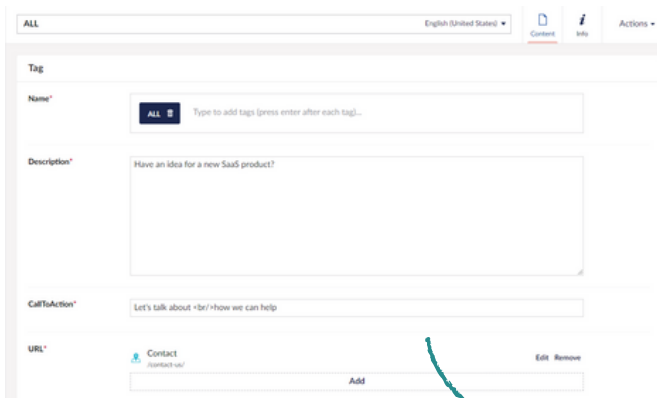 ALL
English (United States)
Content
Info
Actions
Tag
Name*
ALL
Type to add tags (press enter after each tag)...
Description*
Have an idea for a new SaaS product?
CallToAction*
Let's talk about <br/>how we can help
URL*
Contact
/contact-us/
Edit Remove
Add